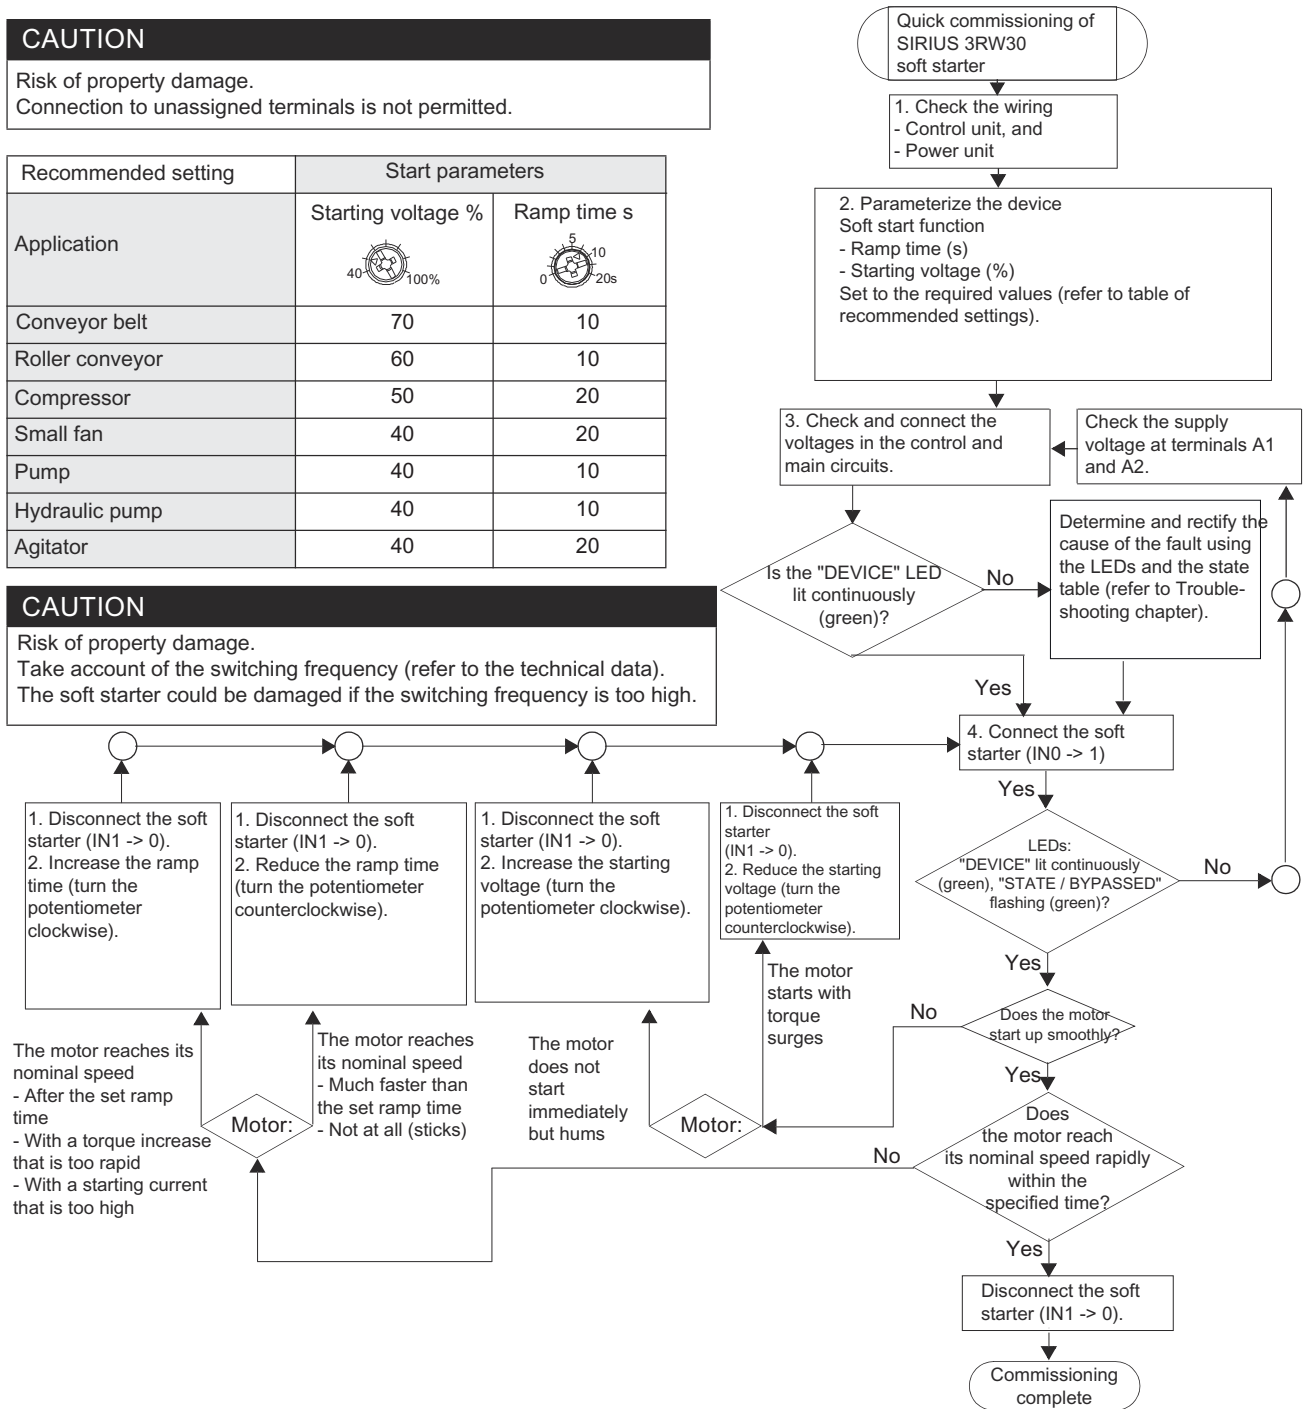 CAUTION
Risk of property damage.
Connection to unassigned terminals is not permitted.
Recommended setting
Start parameters
Application
Starting voltage %
Ramp time s
40
100%
0
5
10
20s
Conveyor belt 70 10
Roller conveyor 60 10
Compressor 50 20
Small fan 40 20
Pump 40 10
Hydraulic pump 40 10
Agitator 40 20
CAUTION
Risk of property damage.
Take account of the switching frequency (refer to the technical data).
The soft starter could be damaged if the switching frequency is too high.
Quick commissioning of
SIRIUS 3RW30
soft starter
1. Check the wiring
- Control unit, and
- Power unit
2. Parameterize the device
Soft start function
- Ramp time (s)
- Starting voltage (%)
Set to the required values (refer to table of
recommended settings).
3. Check and connect the
voltages in the control and
main circuits.
Check the supply
voltage at terminals A1
and A2.
Is the "DEVICE" LED
lit continuously
(green)?
No
Determine and rectify the
cause of the fault using
the LEDs and the state
table (refer to Trouble-
shooting chapter).
Yes
4. Connect the soft
starter (IN0 -> 1)
Yes
LEDs:
"DEVICE" lit continuously
(green), "STATE / BYPASSED"
flashing (green)?
No
Yes
Does the motor
start up smoothly?
No
Yes
Does
the motor reach
its nominal speed rapidly
within the
specified time?
No
Yes
Disconnect the soft
starter (IN1 -> 0).
Commissioning
complete
1. Disconnect the soft
starter (IN1 -> 0).
2. Increase the ramp
time (turn the
potentiometer
clockwise).
1. Disconnect the soft
starter (IN1 -> 0).
2. Reduce the ramp time
(turn the potentiometer
counterclockwise).
1. Disconnect the soft
starter (IN1 -> 0).
2. Increase the starting
voltage (turn the
potentiometer clockwise).
1. Disconnect the soft
starter
(IN1 -> 0).
2. Reduce the starting
voltage (turn the
potentiometer
counterclockwise).
The motor reaches its
nominal speed
- After the set ramp
time
- With a torque increase
that is too rapid
- With a starting current
that is too high
Motor:
The motor reaches
its nominal speed
- Much faster than
the set ramp time
- Not at all (sticks)
The motor
does not
start
immediately
but hums
Motor:
The motor
starts with
torque
surges